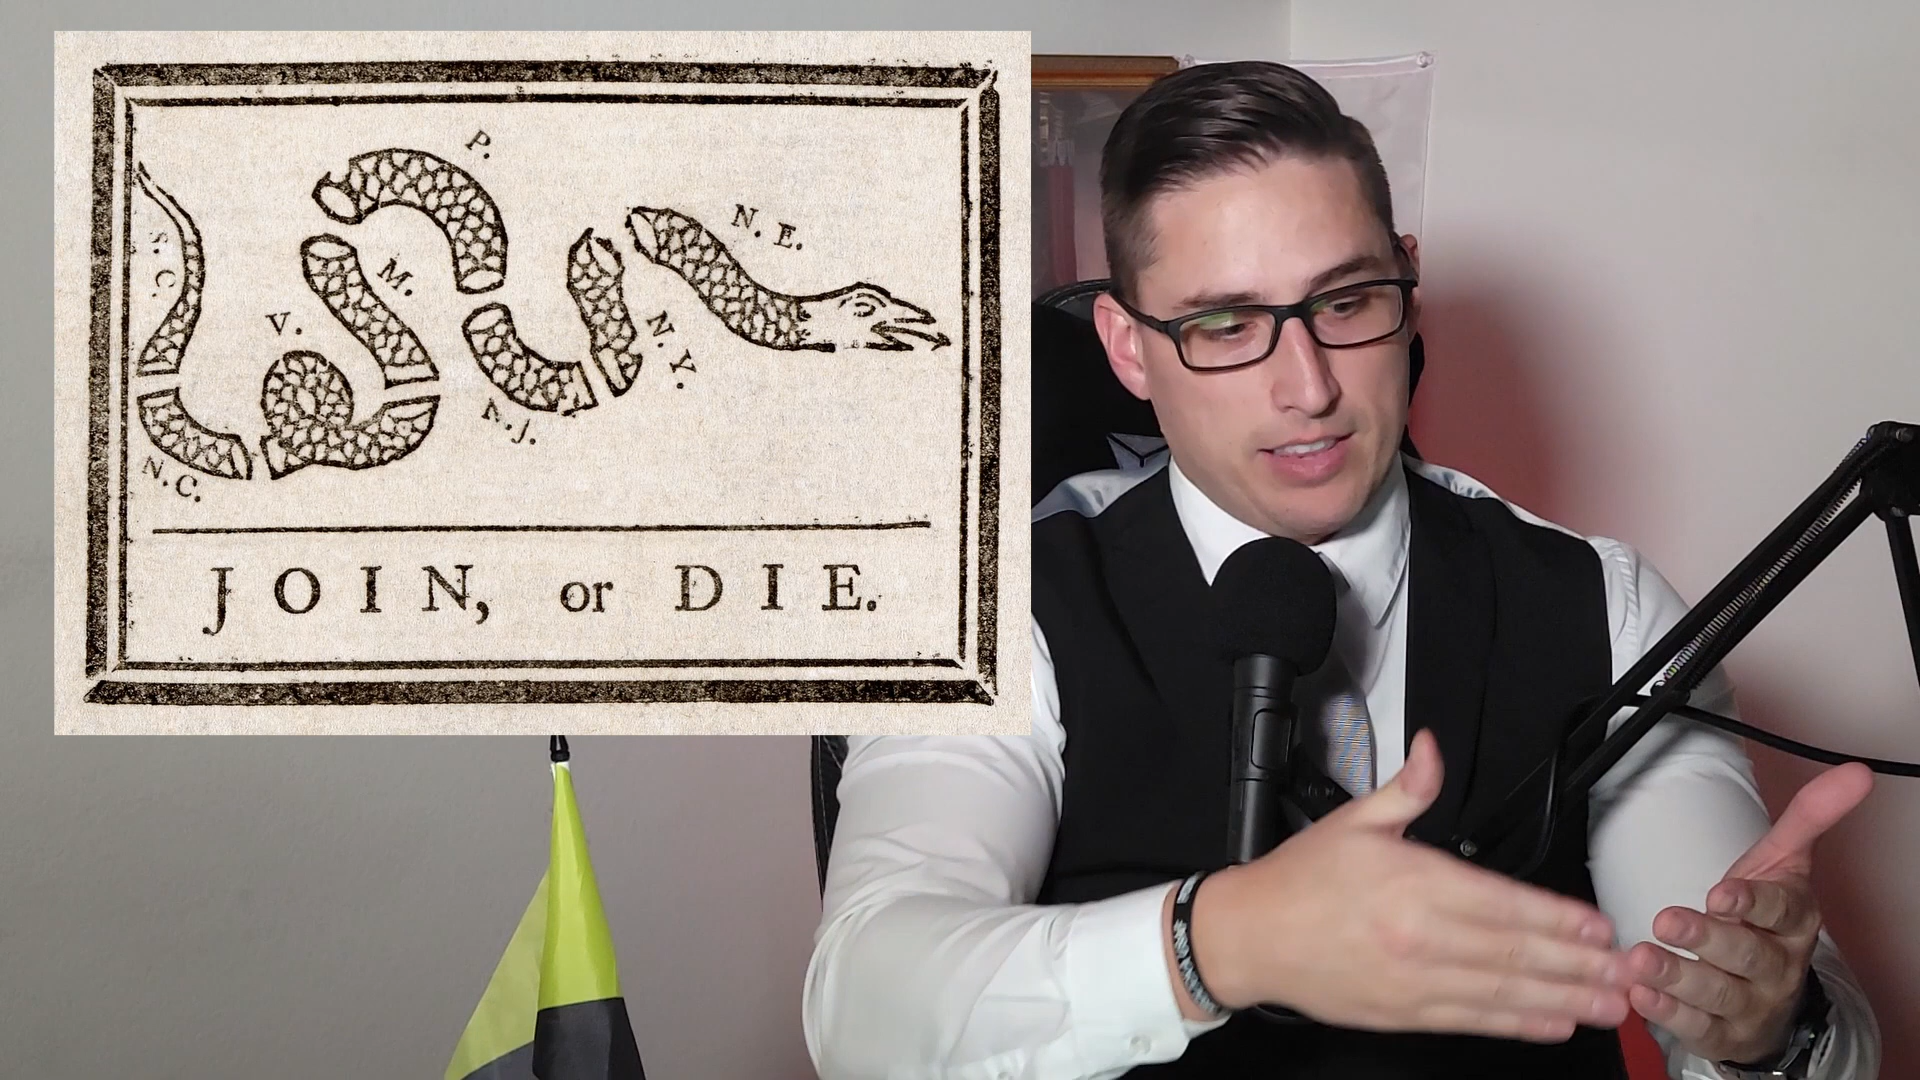 P.
N. E.
S. C.
M.
V.
N. Y.
N. J.
N. C.
JOIN, or DIE.